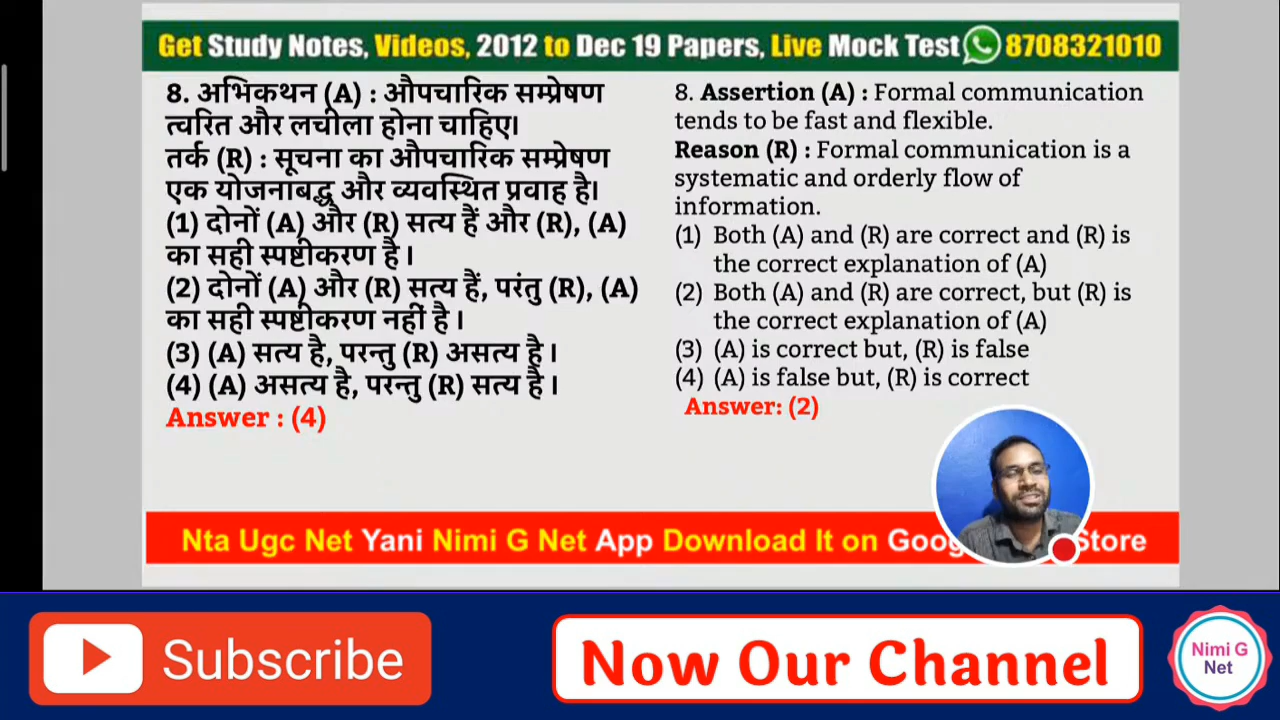 Get Study Notes, Videos, 2012 to Dec 19 Papers, Live Mock Test 8708321010
8. अभिकथन (A) : औपचारिक सम्प्रेषण
त्वरित और लचीला होना चाहिए।
तर्क (R) : सूचना का औपचारिक सम्प्रेषण
एक योजनाबद्ध और व्यवस्थित प्रवाह है।
(1) दोनों (A) और (R) सत्य हैं और (R), (A)
का सही स्पष्टीकरण है ।
(2) दोनों (A) और (R) सत्य हैं, परंतु (R), (A)
का सही स्पष्टीकरण नहीं है ।
(3) (A) सत्य है, परन्तु (R) असत्य है ।
(4) (A) असत्य है, परन्तु (R) सत्य है ।
Answer : (4)
8. Assertion (A) : Formal communication
tends to be fast and flexible.
Reason (R) : Formal communication is a
systematic and orderly flow of
information.
(1) Both (A) and (R) are correct and (R) is
the correct explanation of (A)
(2) Both (A) and (R) are correct, but (R) is
the correct explanation of (A)
(3) (A) is correct but, (R) is false
(4) (A) is false but, (R) is correct
Answer: (2)
Nta Ugc Net Yani Nimi G Net App Download It on Goog Store
Subscribe
Now Our Channel
Nimi G
Net